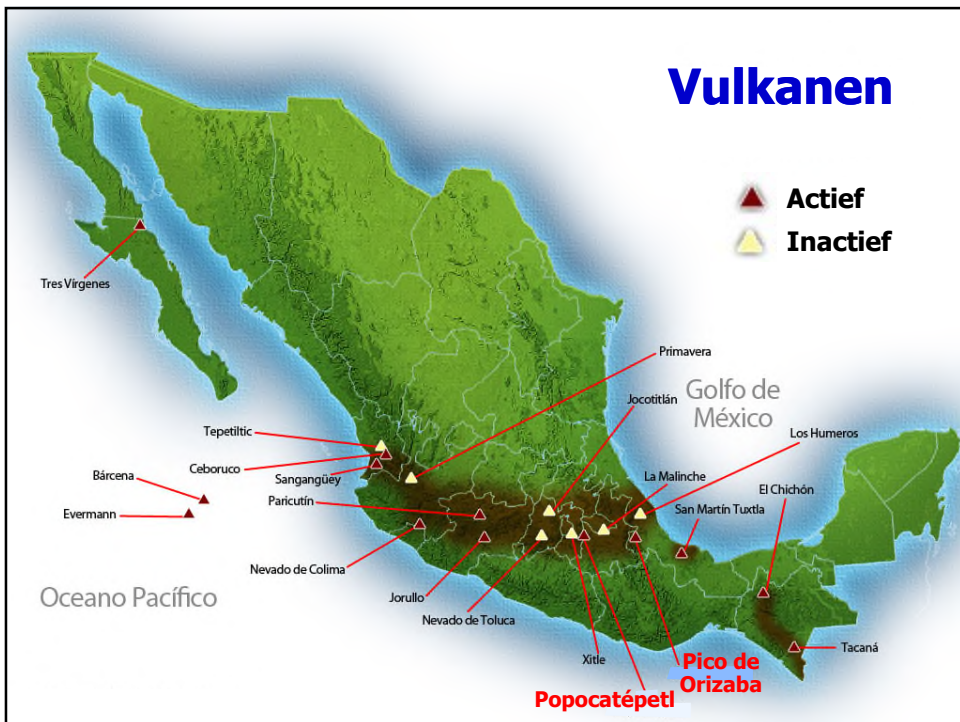 Vulkanen
Actief
Inactief
Tres Vírgenes
Primavera
Golfo de
México
Jocotitlán
Tepetiltic
Los Humeros
Ceboruco
Bárcena
Sangangüey
La Malinche
El Chichón
Paricutín
San Martín Tuxtla
Evermann
Nevado de Colima
Oceano Pacífico
Jorullo
Nevado de Toluca
Xitle
Tacaná
Pico de
Orizaba
Popocatépetl